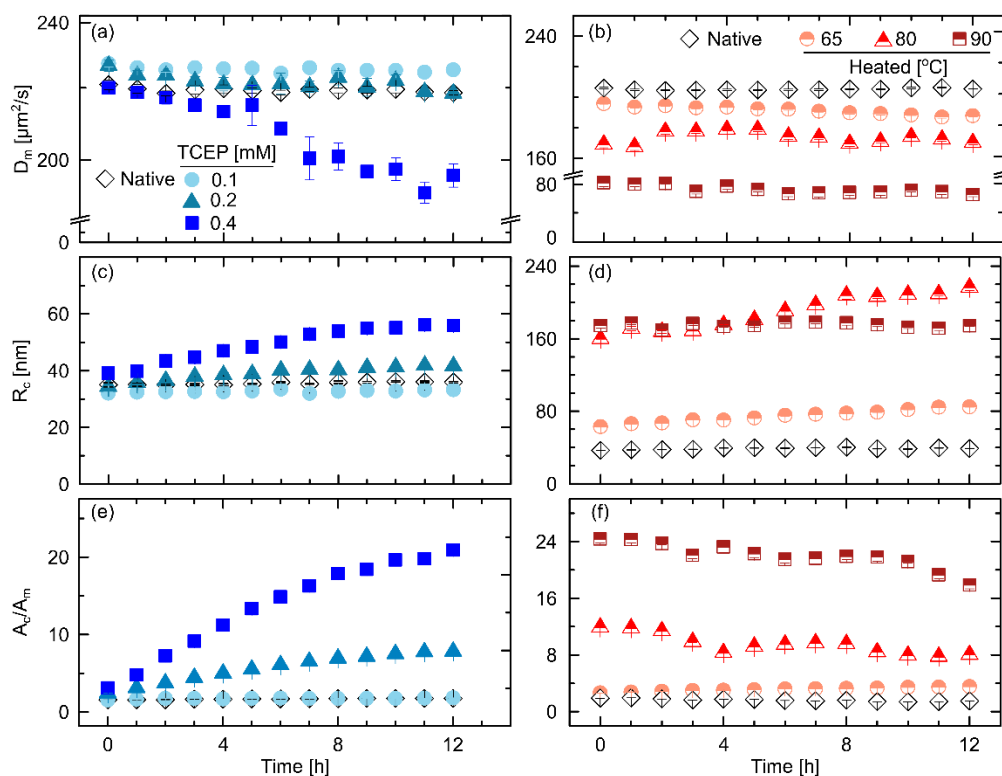 (a)
240
200
0
D_m [µm²/s]
TCEP [mM]
Native
0.1
0.2
0.4
(b)
240
160
80
0
Native
65
80
90
Heated [°C]
(c)
80
60
40
20
0
R_c [nm]
(d)
240
160
80
0
(e)
20
10
0
A_c/A_m
0
4
8
12
Time [h]
(f)
24
16
8
0
0
4
8
12
Time [h]